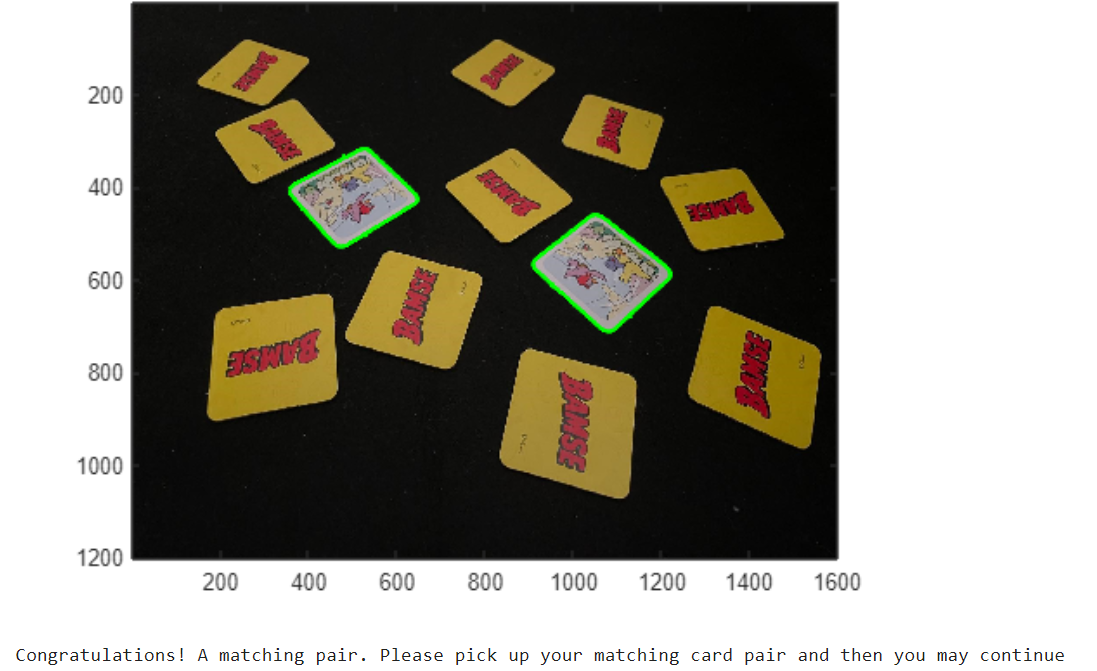 200
400
600
800
1000
1200
200 400 600 800 1000 1200 1400 1600
BAMSE
BAMSE
BAMSE
BAMSE
BAMSE
BAMSE
BAMSE
BAMSE
BAMSE
BAMSE
Congratulations! A matching pair. Please pick up your matching card pair and then you may continue